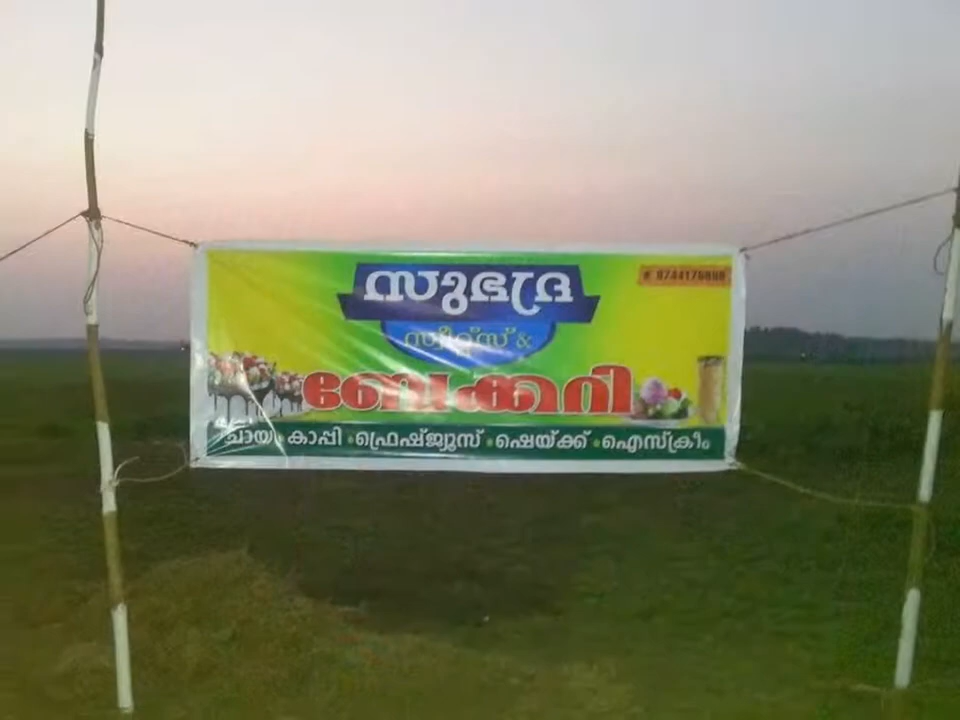 സുഭദ്ര
സ്വീറ്റ്സ് &
ബേക്കറി
ചായ • കാപ്പി • ഫ്രെഷ്ജ്യൂസ് • ഷെയ്ക്ക് • ഐസ്ക്രീം